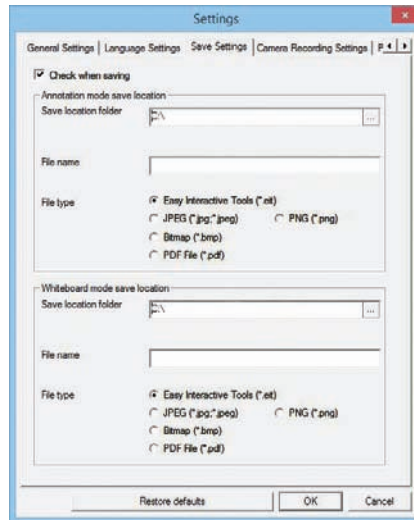 Settings
General Settings | Language Settings | Save Settings | Camera Recording Settings |
Check when saving
Annotation mode save location
Save location folder
...
File name
File type
Easy Interactive Tools (*.eit)
JPEG (*.jpg;*.jpeg) PNG (*.png)
Bitmap (*.bmp)
PDF File (*.pdf)
Whiteboard mode save location
Save location folder
...
File name
File type
Easy Interactive Tools (*.eit)
JPEG (*.jpg;*.jpeg) PNG (*.png)
Bitmap (*.bmp)
PDF File (*.pdf)
Restore defaults OK Cancel